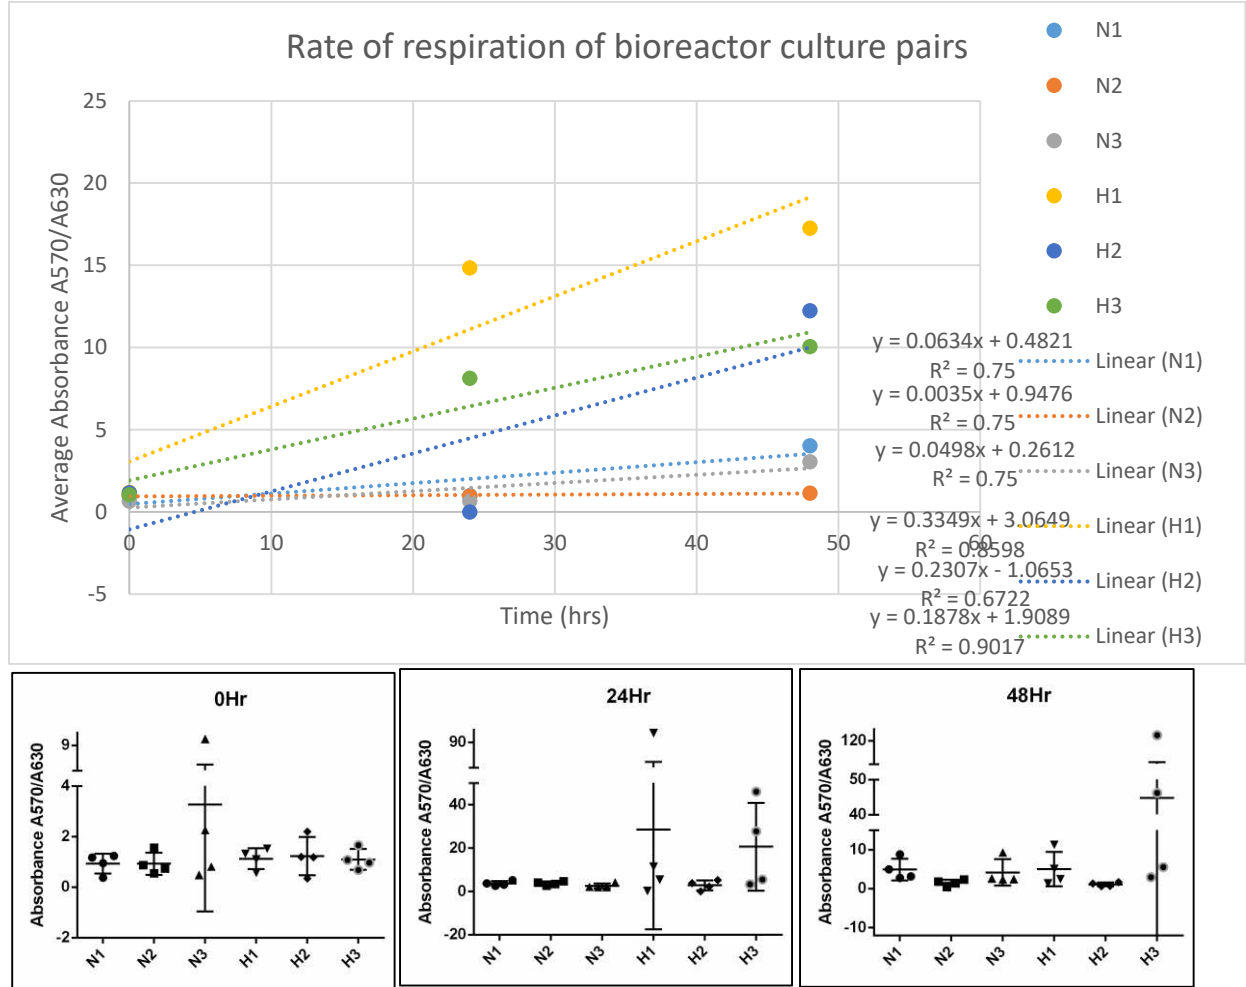 Rate of respiration of bioreactor culture pairs
Average Absorbance A570/A630
25
20
15
10
5
0
-5
0
10
20
30
40
50
60
Time (hrs)
N1
N2
N3
H1
H2
H3
y = 0.0634x + 0.4821
R² = 0.75
Linear (N1)
y = 0.0035x + 0.9476
R² = 0.75
Linear (N2)
y = 0.0498x + 0.2612
R² = 0.75
Linear (N3)
y = 0.3349x + 3.0649
R² = 0.8598
Linear (H1)
y = 0.2307x - 1.0653
R² = 0.6722
Linear (H2)
y = 0.1878x + 1.9089
R² = 0.9017
Linear (H3)
0Hr
Absorbance A570/A630
9
4
2
0
-2
N1
N2
N3
H1
H2
H3
24Hr
Absorbance A570/A630
90
40
20
0
-20
N1
N2
N3
H1
H2
H3
48Hr
Absorbance A570/A630
120
50
40
10
0
-10
N1
N2
N3
H1
H2
H3